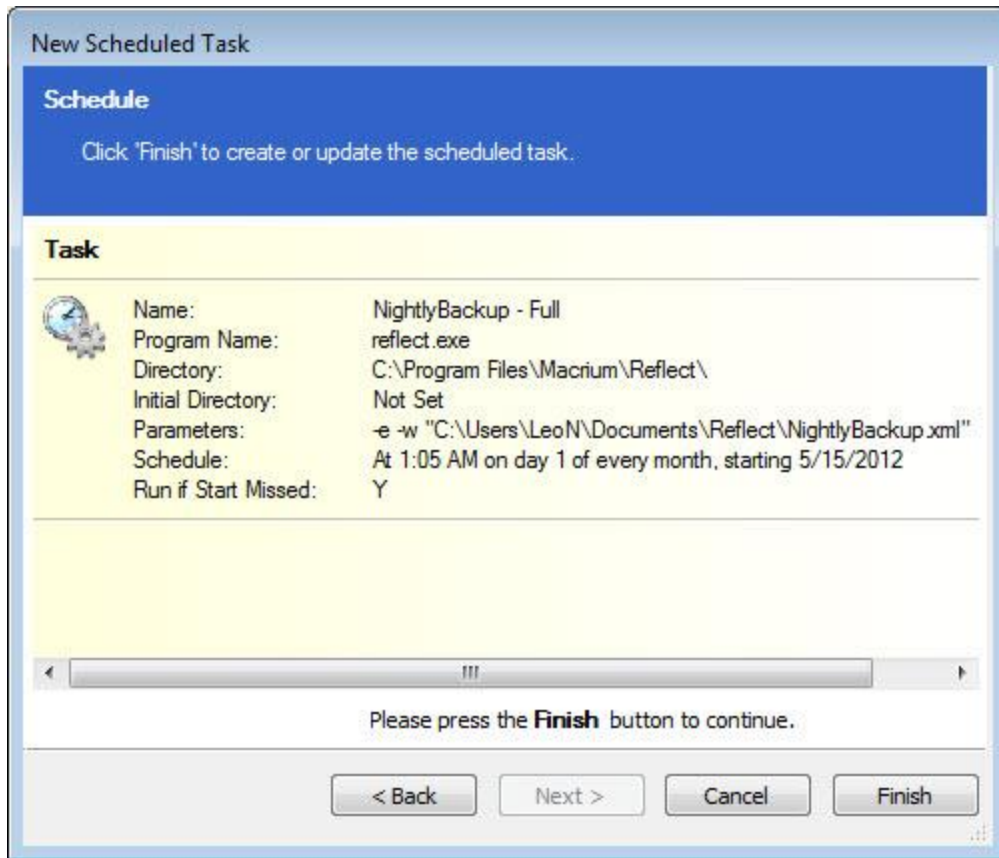 New Scheduled Task
Schedule
Click 'Finish' to create or update the scheduled task.
Task
Name: NightlyBackup - Full
Program Name: reflect.exe
Directory: C:\Program Files\Macrium\Reflect\
Initial Directory: Not Set
Parameters: -e -w "C:\Users\LeoN\Documents\Reflect\NightlyBackup.xml"
Schedule: At 1:05 AM on day 1 of every month, starting 5/15/2012
Run if Start Missed: Y
Please press the Finish button to continue.
< Back Next > Cancel Finish